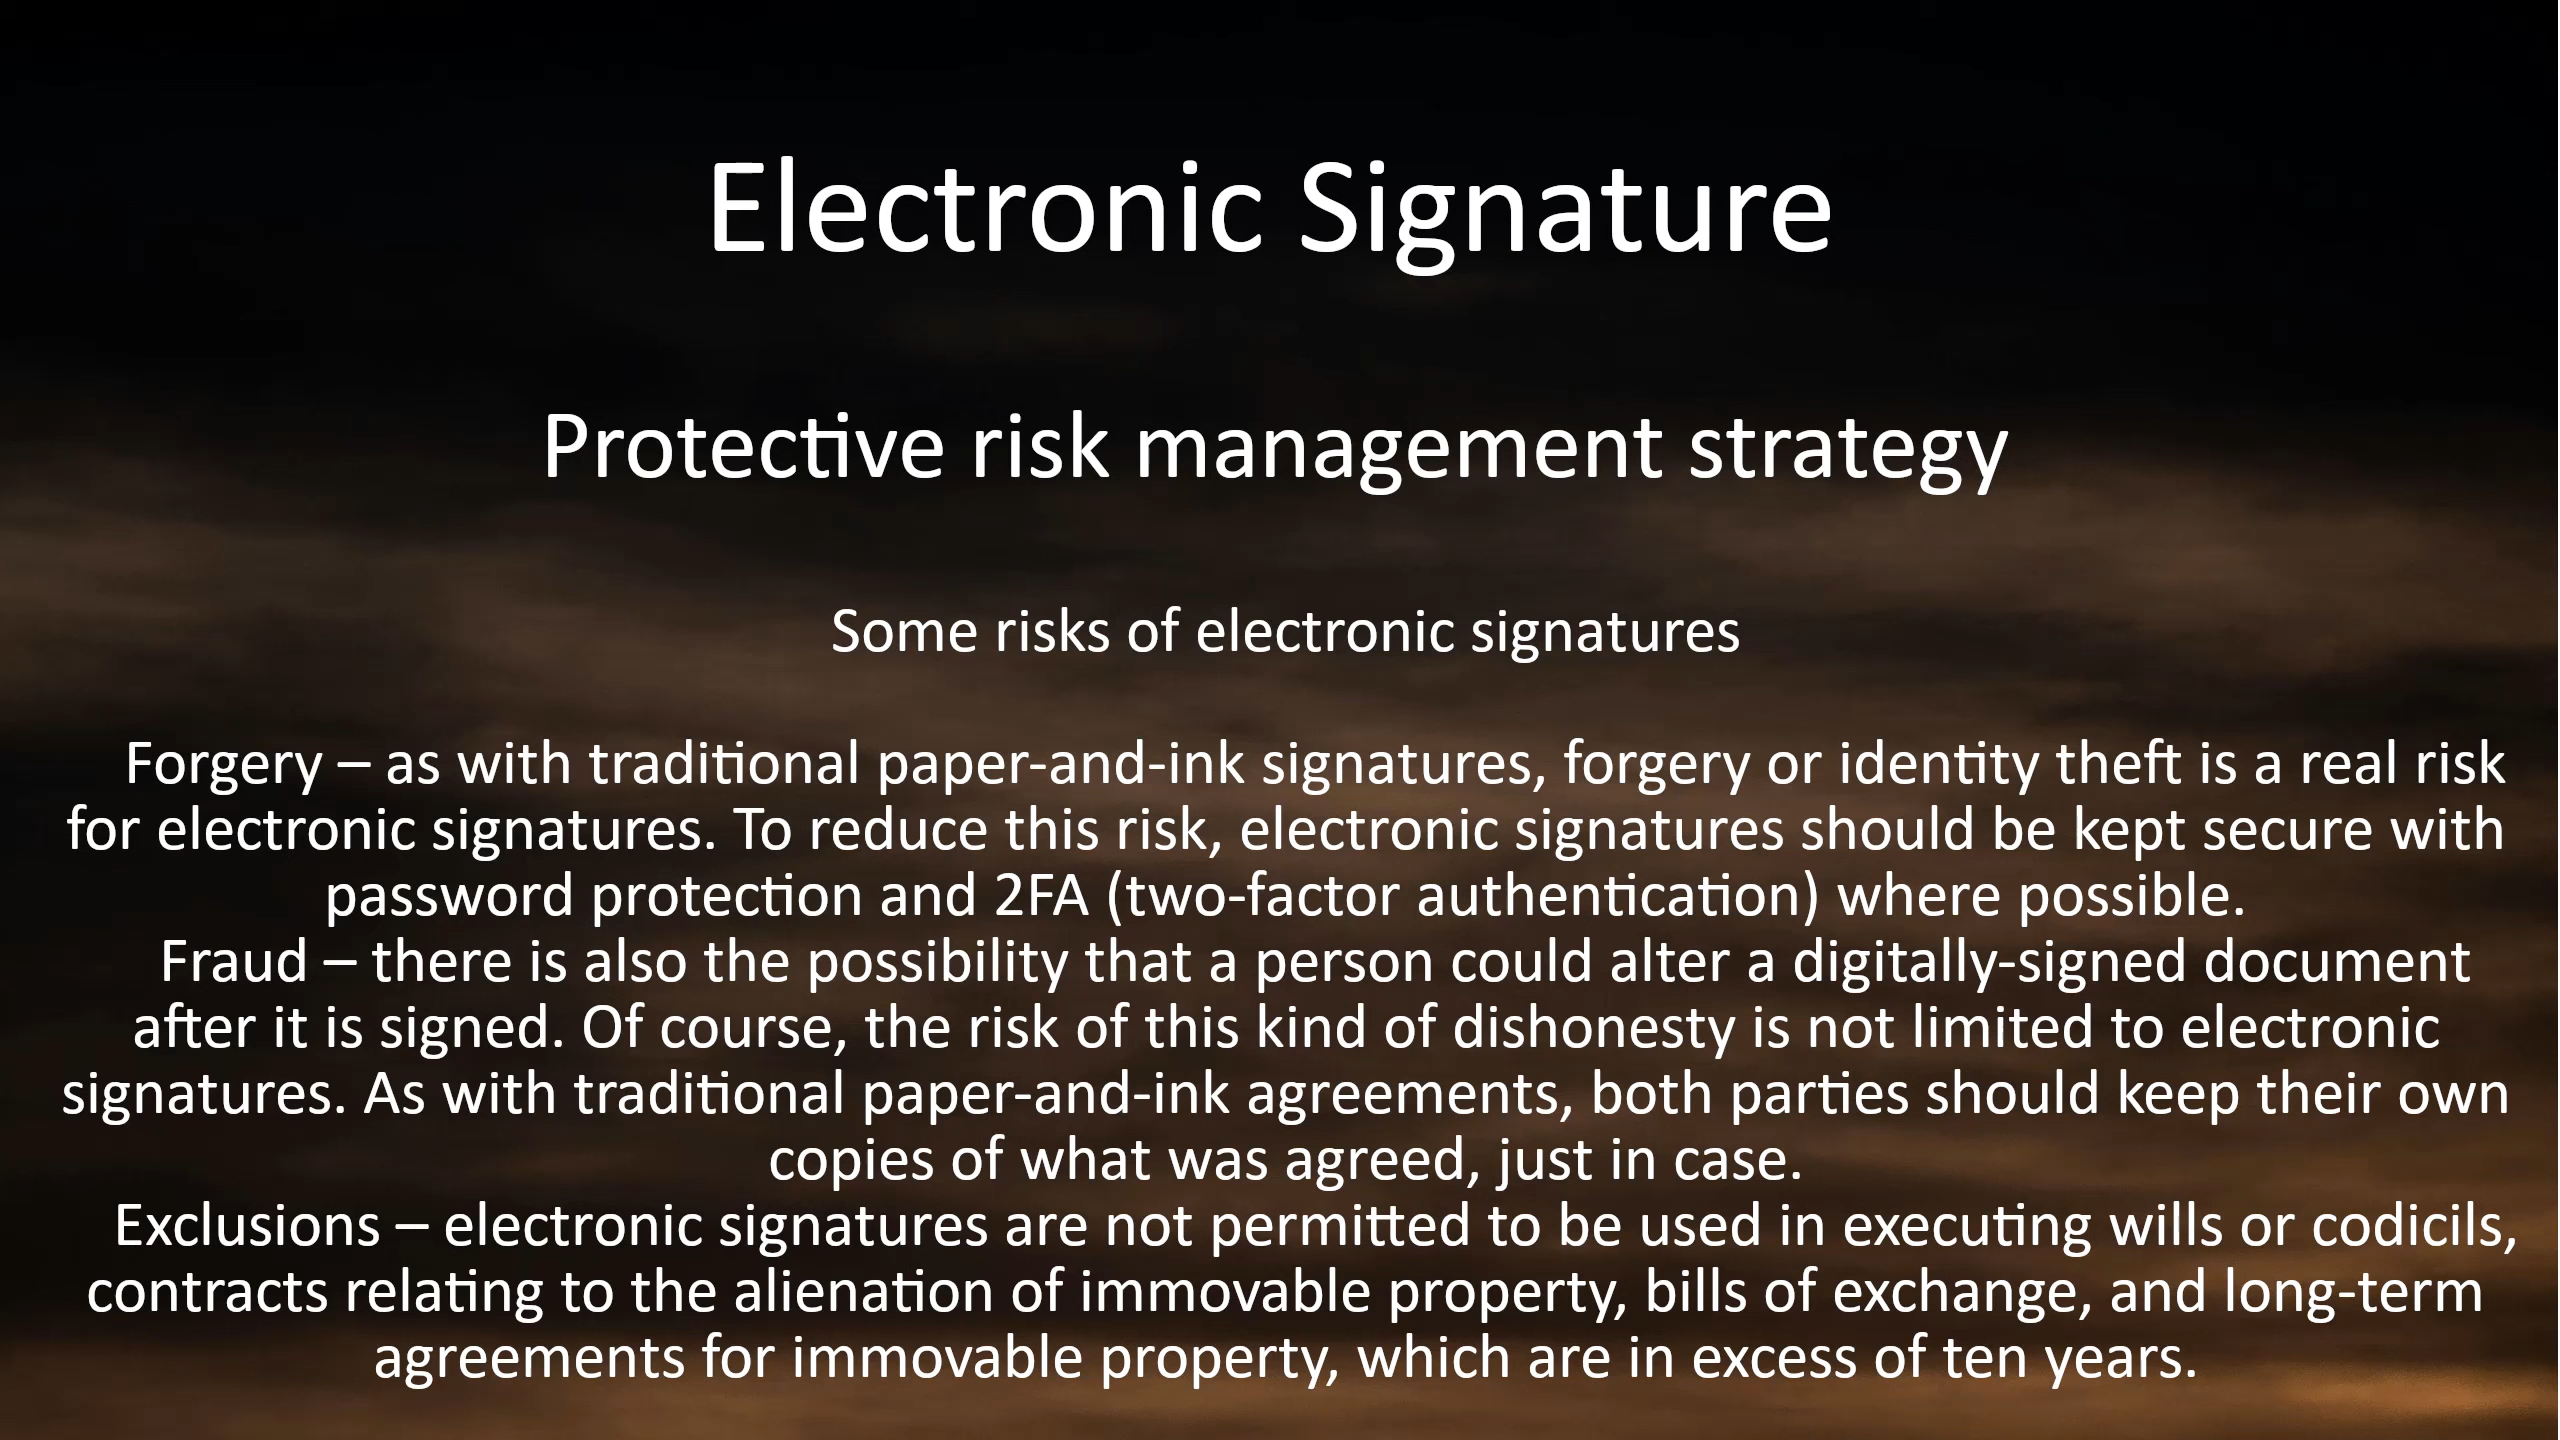 Electronic Signature
Protective risk management strategy
Some risks of electronic signatures
Forgery – as with traditional paper-and-ink signatures, forgery or identity theft is a real risk
for electronic signatures. To reduce this risk, electronic signatures should be kept secure with
password protection and 2FA (two-factor authentication) where possible.
Fraud – there is also the possibility that a person could alter a digitally-signed document
after it is signed. Of course, the risk of this kind of dishonesty is not limited to electronic
signatures. As with traditional paper-and-ink agreements, both parties should keep their own
copies of what was agreed, just in case.
Exclusions – electronic signatures are not permitted to be used in executing wills or codicils,
contracts relating to the alienation of immovable property, bills of exchange, and long-term
agreements for immovable property, which are in excess of ten years.